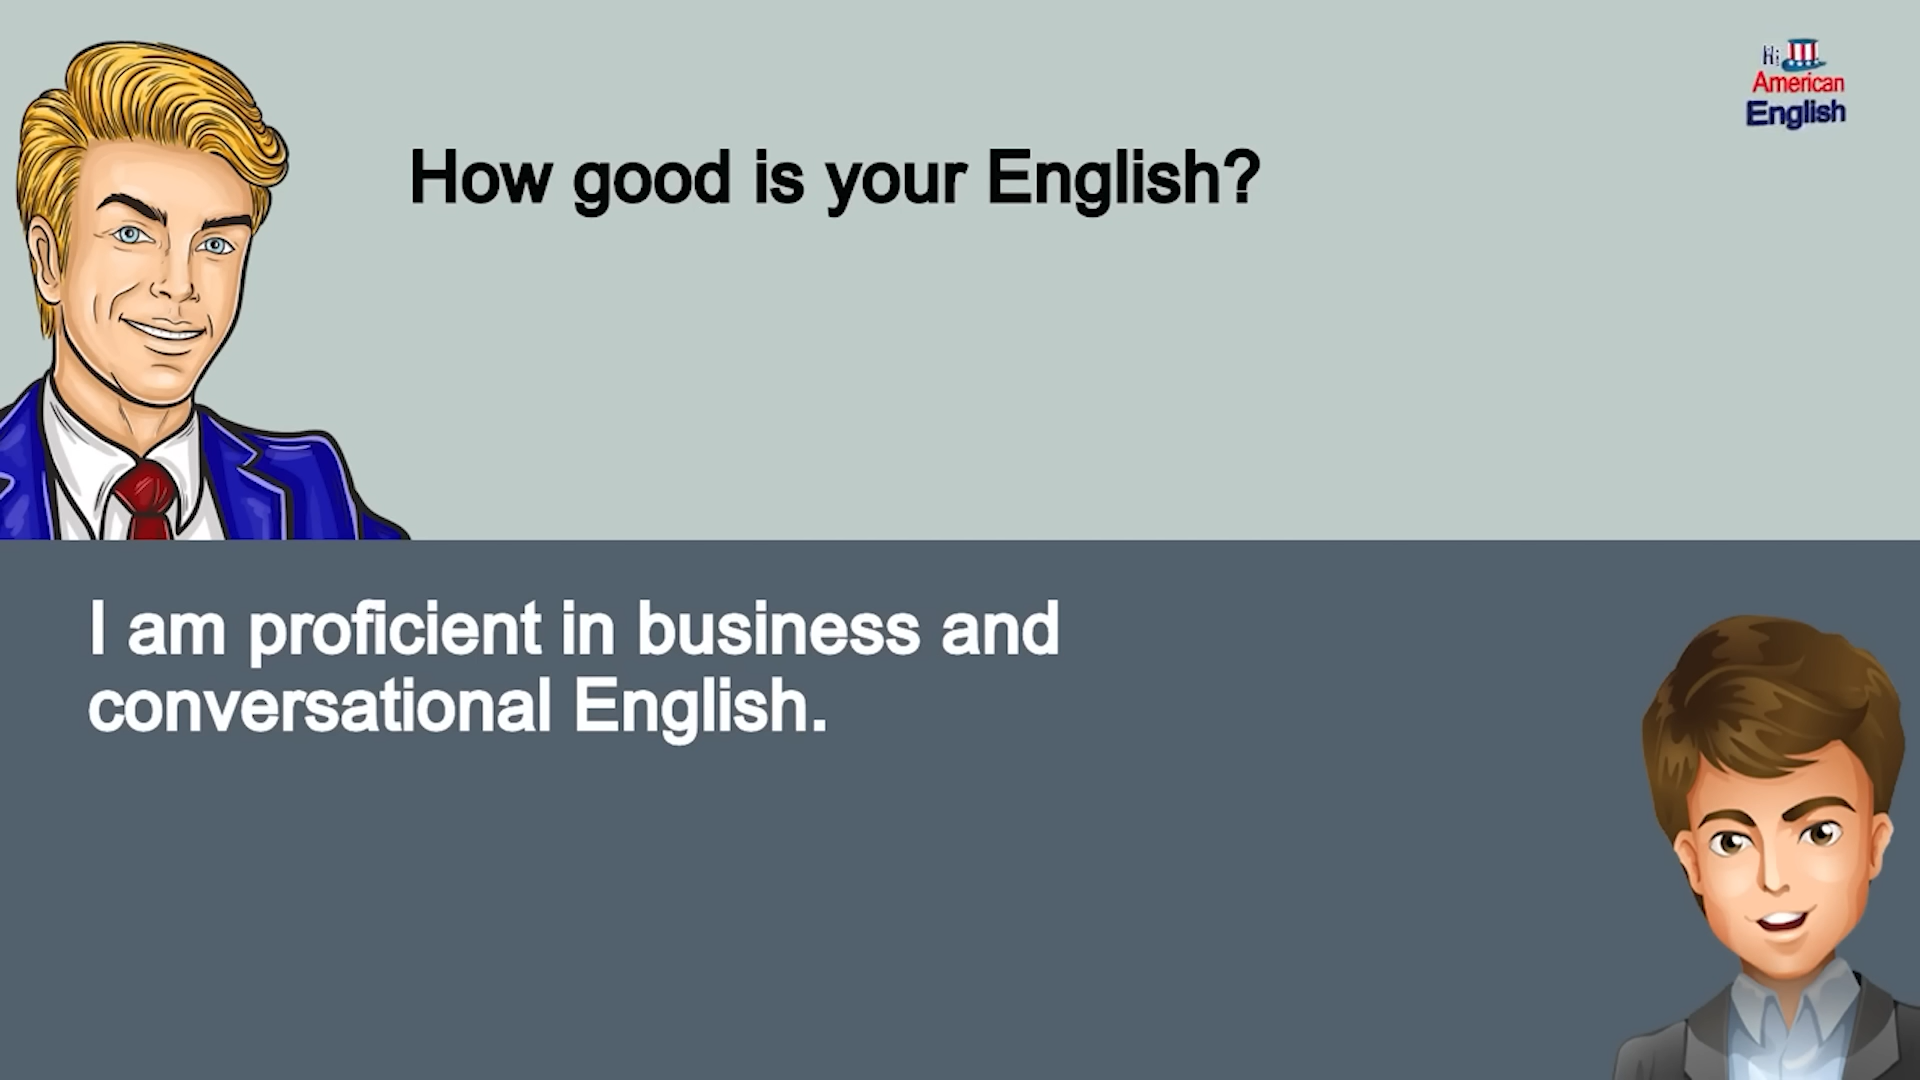 Hi
American
English
How good is your English?
I am proficient in business and
conversational English.